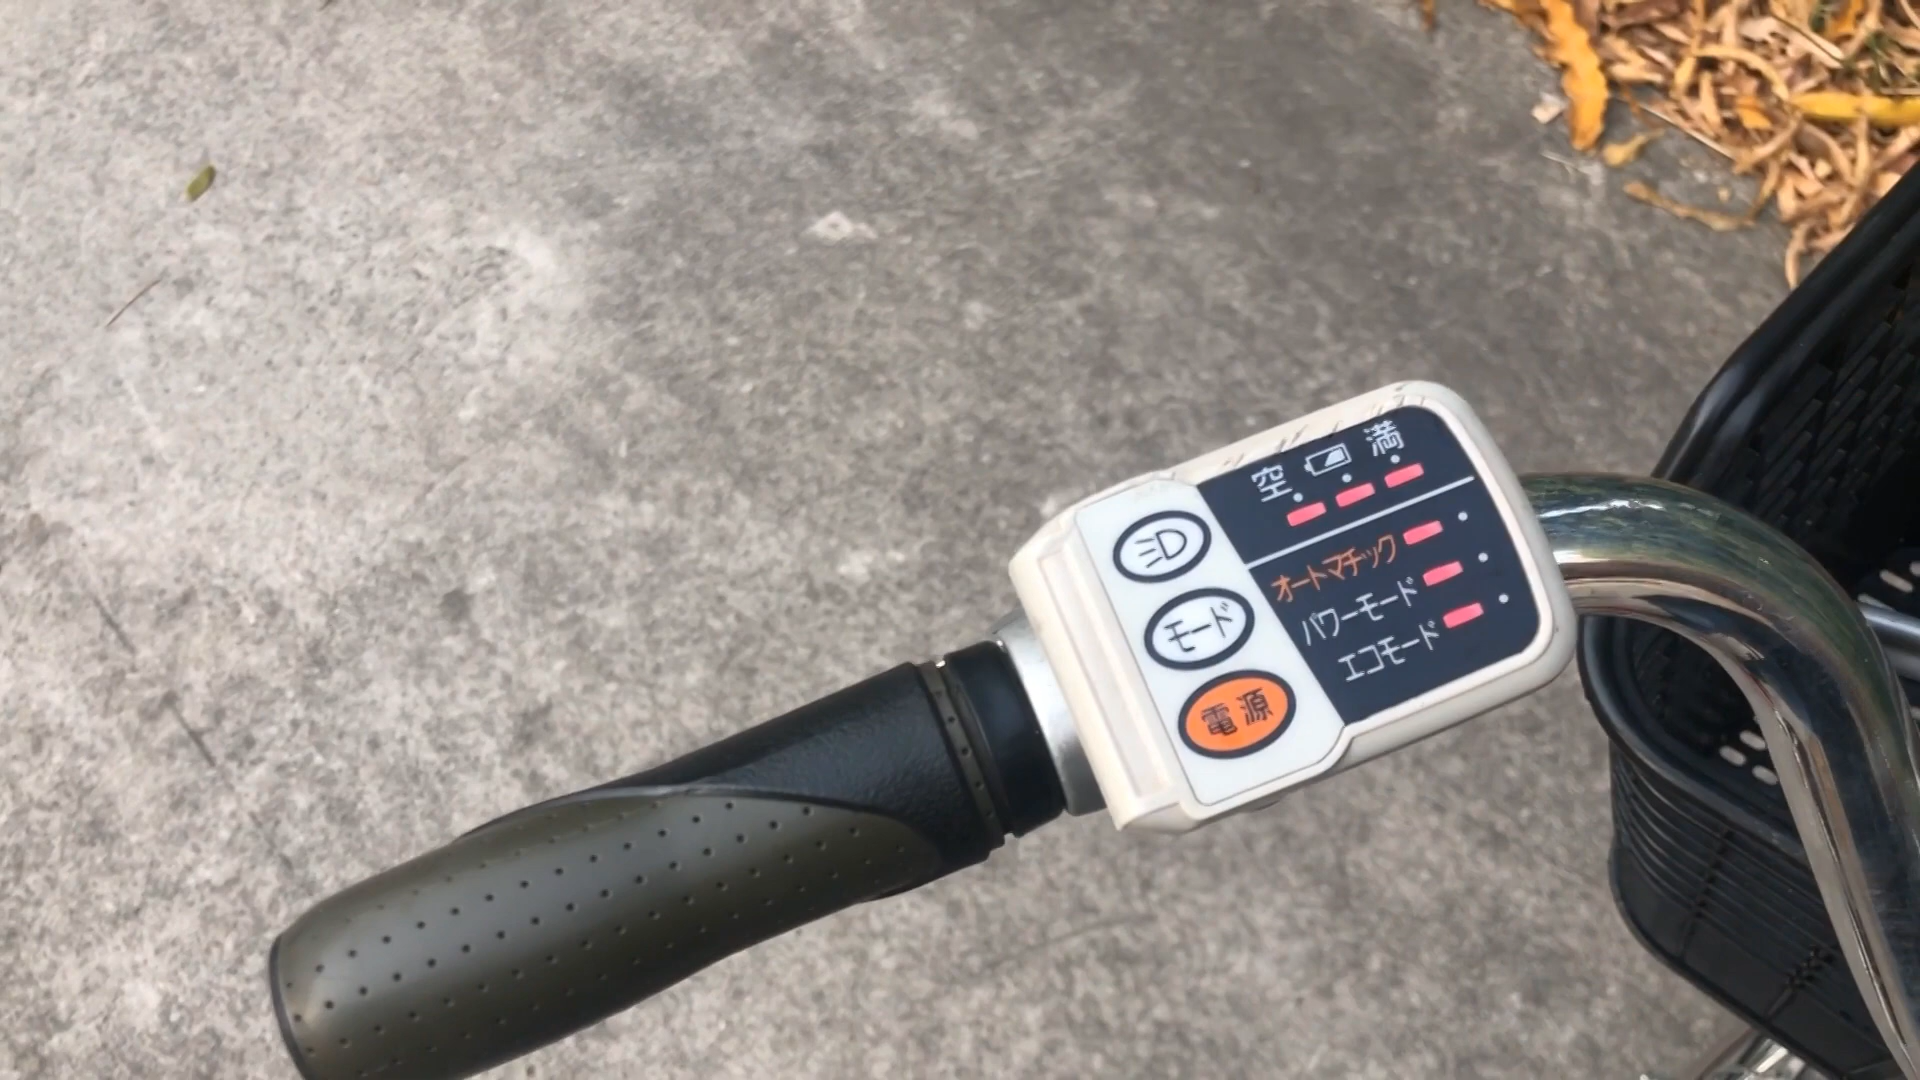 空 満
オートマチック
パワーモード
エコモード
モード
電源